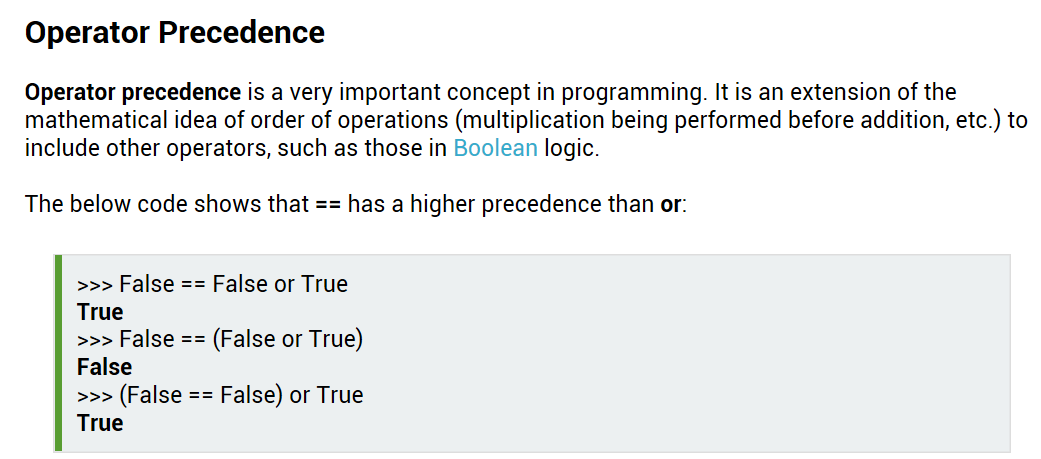 Operator Precedence
Operator precedence is a very important concept in programming. It is an extension of the
mathematical idea of order of operations (multiplication being performed before addition, etc.) to
include other operators, such as those in Boolean logic.
The below code shows that == has a higher precedence than or:
>>> False == False or True
True
>>> False == (False or True)
False
>>> (False == False) or True
True